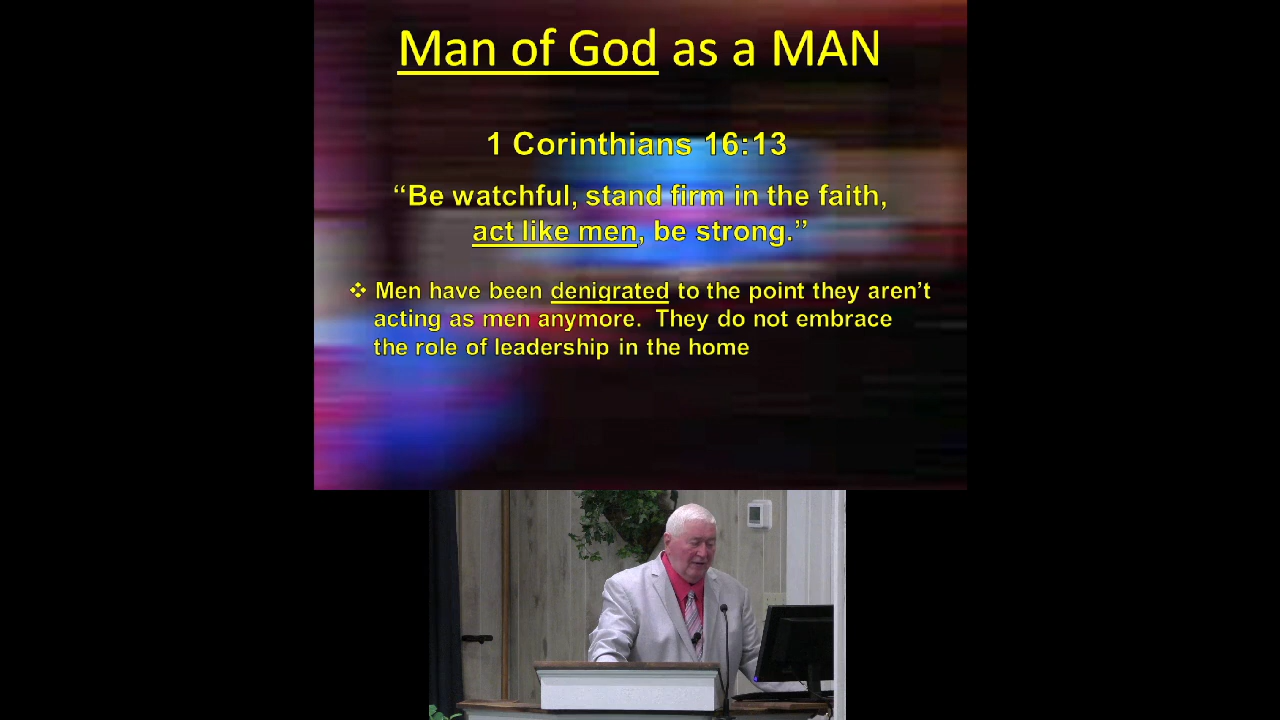 Man of God as a MAN
1 Corinthians 16:13
“Be watchful, stand firm in the faith,
act like men, be strong.”
❖ Men have been denigrated to the point they aren’t
acting as men anymore.  They do not embrace
the role of leadership in the home